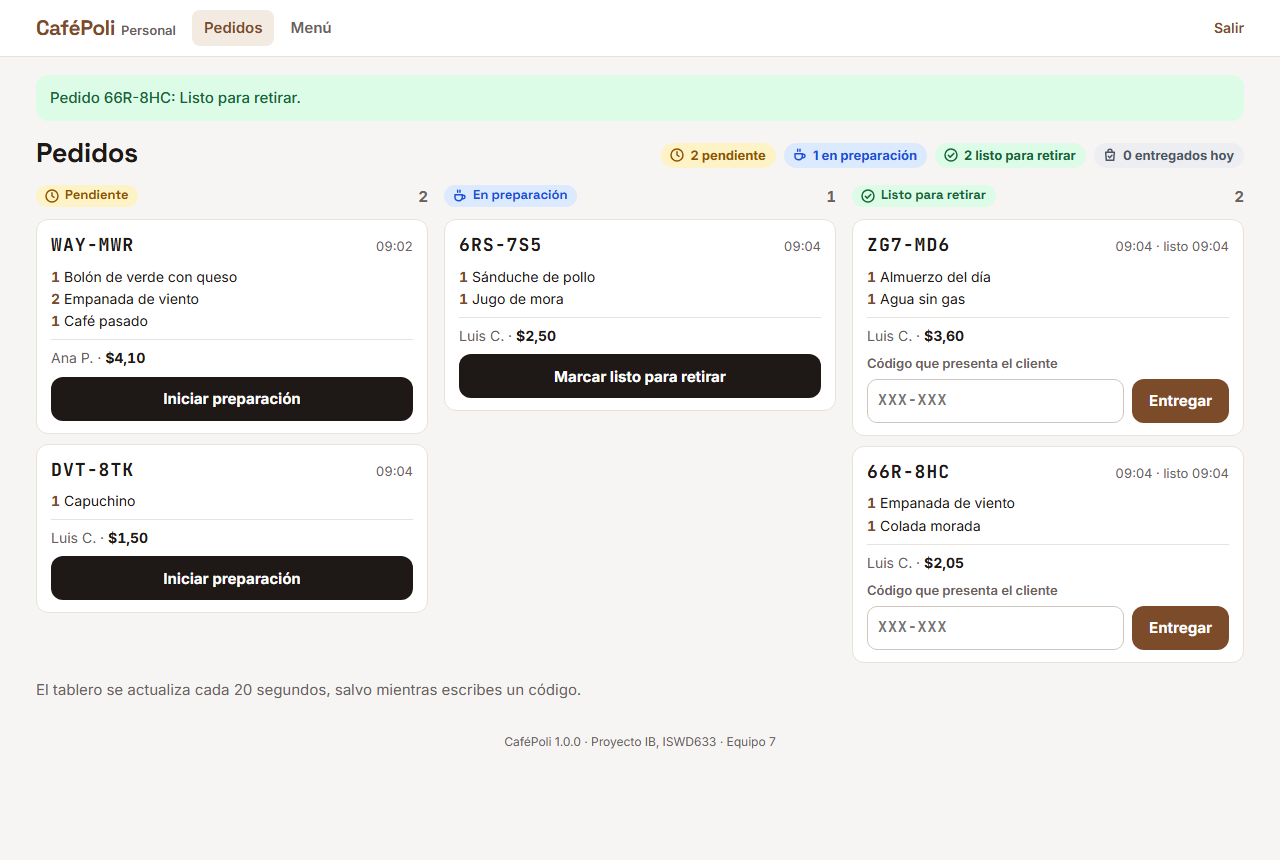 CaféPoli Personal Pedidos Menú Salir
Pedido 66R-8HC: Listo para retirar.
Pedidos
2 pendiente 1 en preparación 2 listo para retirar 0 entregados hoy
Pendiente 2
WAY-MWR 09:02
1 Bolón de verde con queso
2 Empanada de viento
1 Café pasado
Ana P. · $4,10
Iniciar preparación
DVT-8TK 09:04
1 Capuchino
Luis C. · $1,50
Iniciar preparación
En preparación 1
6RS-7S5 09:04
1 Sánduche de pollo
1 Jugo de mora
Luis C. · $2,50
Marcar listo para retirar
Listo para retirar 2
ZG7-MD6 09:04 · listo 09:04
1 Almuerzo del día
1 Agua sin gas
Luis C. · $3,60
Código que presenta el cliente
XXX-XXX Entregar
66R-8HC 09:04 · listo 09:04
1 Empanada de viento
1 Colada morada
Luis C. · $2,05
Código que presenta el cliente
XXX-XXX Entregar
El tablero se actualiza cada 20 segundos, salvo mientras escribes un código.
CaféPoli 1.0.0 · Proyecto IB, ISWD633 · Equipo 7